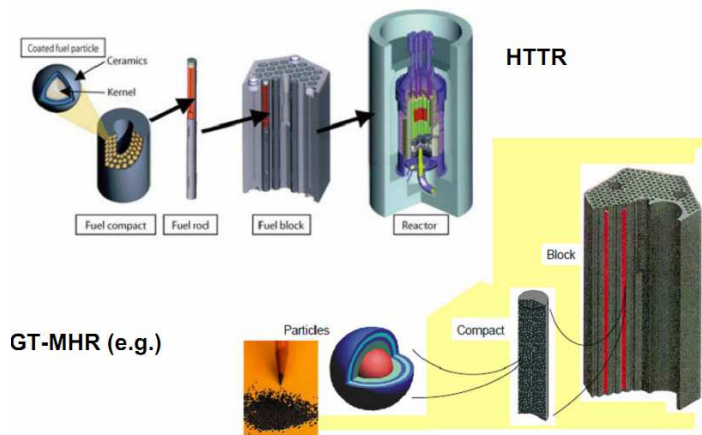 Coated fuel particle
Ceramics
Kernel
HTTR
Fuel compact
Fuel rod
Fuel block
Reactor
Block
Particles
Compact
GT-MHR (e.g.)